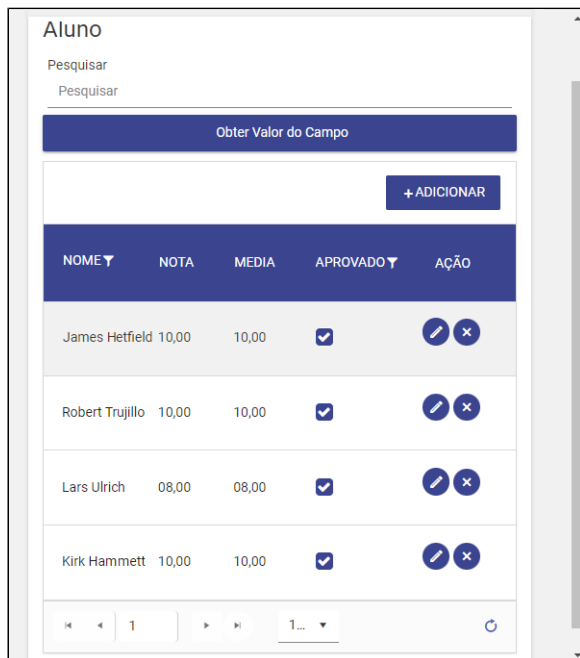 Aluno
Pesquisar
Pesquisar
Obter Valor do Campo
+ADICIONAR
NOME NOTA MEDIA APROVADO AÇÃO
James Hetfield 10,00 10,00
Robert Trujillo 10,00 10,00
Lars Ulrich 08,00 08,00
Kirk Hammett 10,00 10,00
1 1...